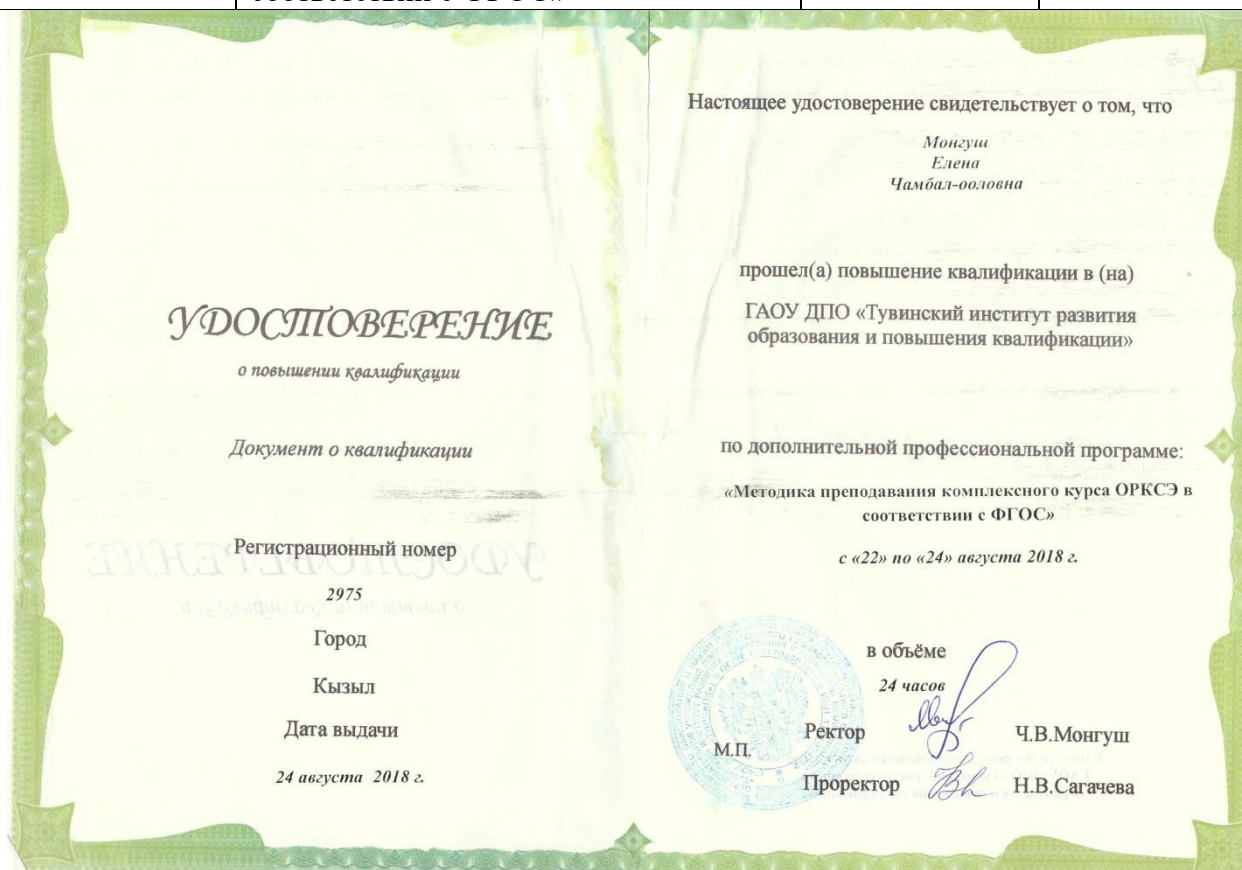 соответствии с ФГОС»
УДОСТОВЕРЕНИЕ
о повышении квалификации
Документ о квалификации
Регистрационный номер
2975
Город
Кызыл
Дата выдачи
24 августа 2018 г.
Настоящее удостоверение свидетельствует о том, что
Монгуш
Елена
Чамбал-ооловна
прошел(а) повышение квалификации в (на)
ГАОУ ДПО «Тувинский институт развития
образования и повышения квалификации»
по дополнительной профессиональной программе:
«Методика преподавания комплексного курса ОРКСЭ в
соответствии с ФГОС»
с «22» по «24» августа 2018 г.
в объёме
24 часов
М.П.
Ректор Ч.В.Монгуш
Проректор Н.В.Сагачева